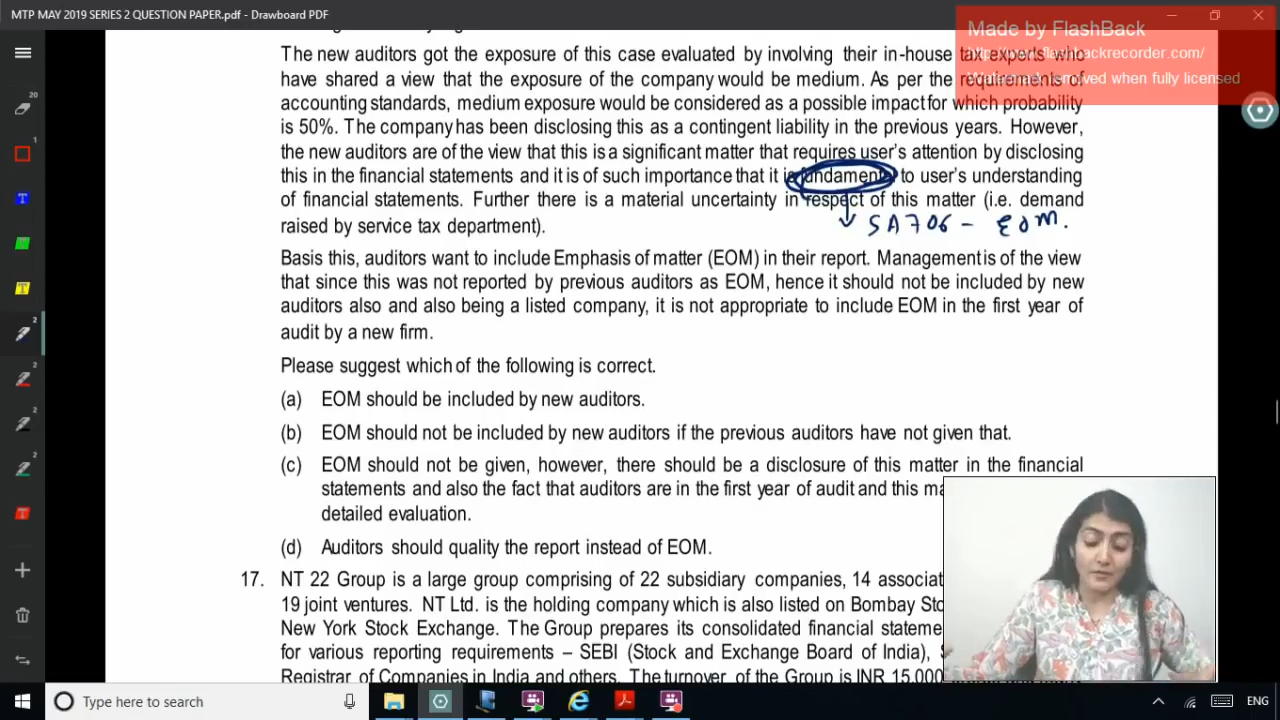 MTP MAY 2019 SERIES 2 QUESTION PAPER.pdf - Drawboard PDF
Made by FlashBack
http://www.flashbackrecorder.com/
Watermark removed when fully licensed
The new auditors got the exposure of this case evaluated by involving their in-house tax experts who
have shared a view that the exposure of the company would be medium. As per the requirements of
accounting standards, medium exposure would be considered as a possible impact for which probability
is 50%. The company has been disclosing this as a contingent liability in the previous years. However,
the new auditors are of the view that this is a significant matter that requires user's attention by disclosing
this in the financial statements and it is of such importance that it is fundamental to user's understanding
of financial statements. Further there is a material uncertainty in respect of this matter (i.e. demand
raised by service tax department).
SA 706 - EOM.
Basis this, auditors want to include Emphasis of matter (EOM) in their report. Management is of the view
that since this was not reported by previous auditors as EOM, hence it should not be included by new
auditors also and also being a listed company, it is not appropriate to include EOM in the first year of
audit by a new firm.
Please suggest which of the following is correct.
(a) EOM should be included by new auditors.
(b) EOM should not be included by new auditors if the previous auditors have not given that.
(c) EOM should not be given, however, there should be a disclosure of this matter in the financial
statements and also the fact that auditors are in the first year of audit and this
detailed evaluation.
(d) Auditors should quality the report instead of EOM.
17. NT 22 Group is a large group comprising of 22 subsidiary companies, 14
19 joint ventures. NT Ltd. is the holding company which is also listed on Bombay
New York Stock Exchange. The Group prepares its consolidated financial
for various reporting requirements – SEBI (Stock and Exchange Board of India),
Registrar of Companies in India and others. The turnover of the Group is INR 15,000
20
1
2
2
2
2
2
Type here to search
ENG